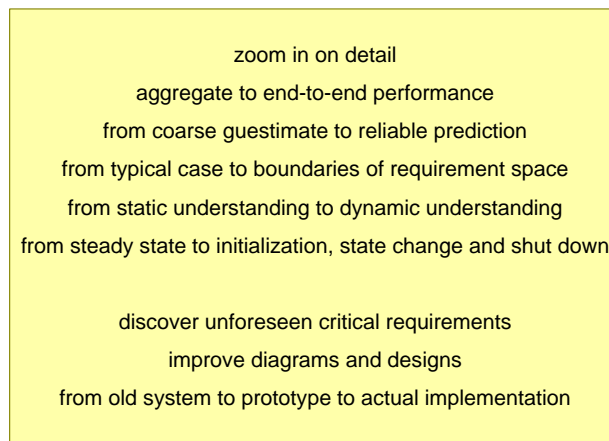 zoom in on detail
aggregate to end-to-end performance
from coarse guestimate to reliable prediction
from typical case to boundaries of requirement space
from static understanding to dynamic understanding
from steady state to initialization, state change and shut down
discover unforeseen critical requirements
improve diagrams and designs
from old system to prototype to actual implementation